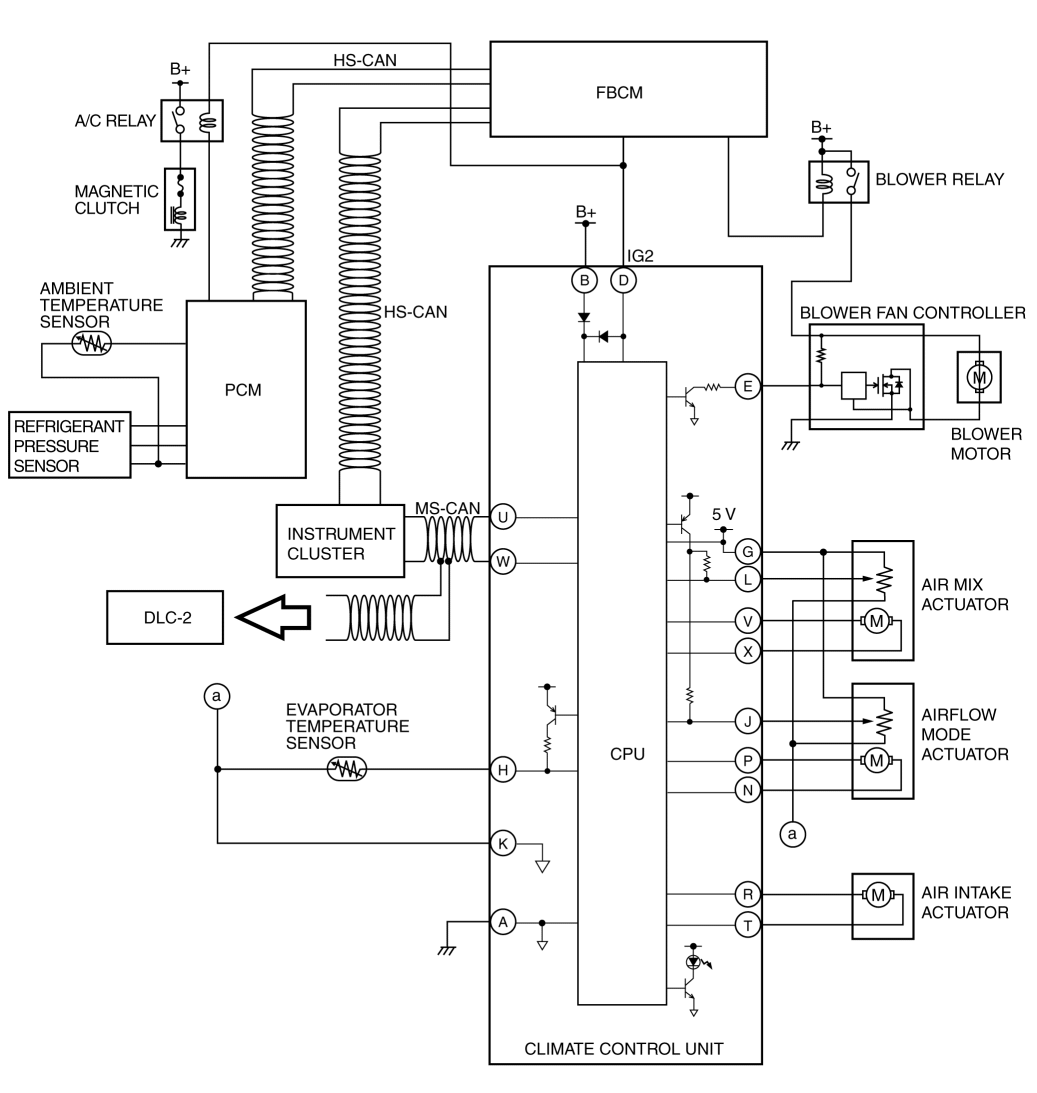 HS-CAN
B+
FBCM
A/C RELAY
B+
BLOWER RELAY
MAGNETIC
CLUTCH
B+
IG2
B
D
AMBIENT
TEMPERATURE
SENSOR
HS-CAN
BLOWER FAN CONTROLLER
PCM
E
M
REFRIGERANT
PRESSURE
SENSOR
BLOWER
MOTOR
MS-CAN
INSTRUMENT
CLUSTER
U
W
5 V
G
L
V
X
M
AIR MIX
ACTUATOR
DLC-2
a
EVAPORATOR
TEMPERATURE
SENSOR
H
K
A
CPU
J
P
N
M
AIRFLOW
MODE
ACTUATOR
a
R
T
M
AIR INTAKE
ACTUATOR
CLIMATE CONTROL UNIT